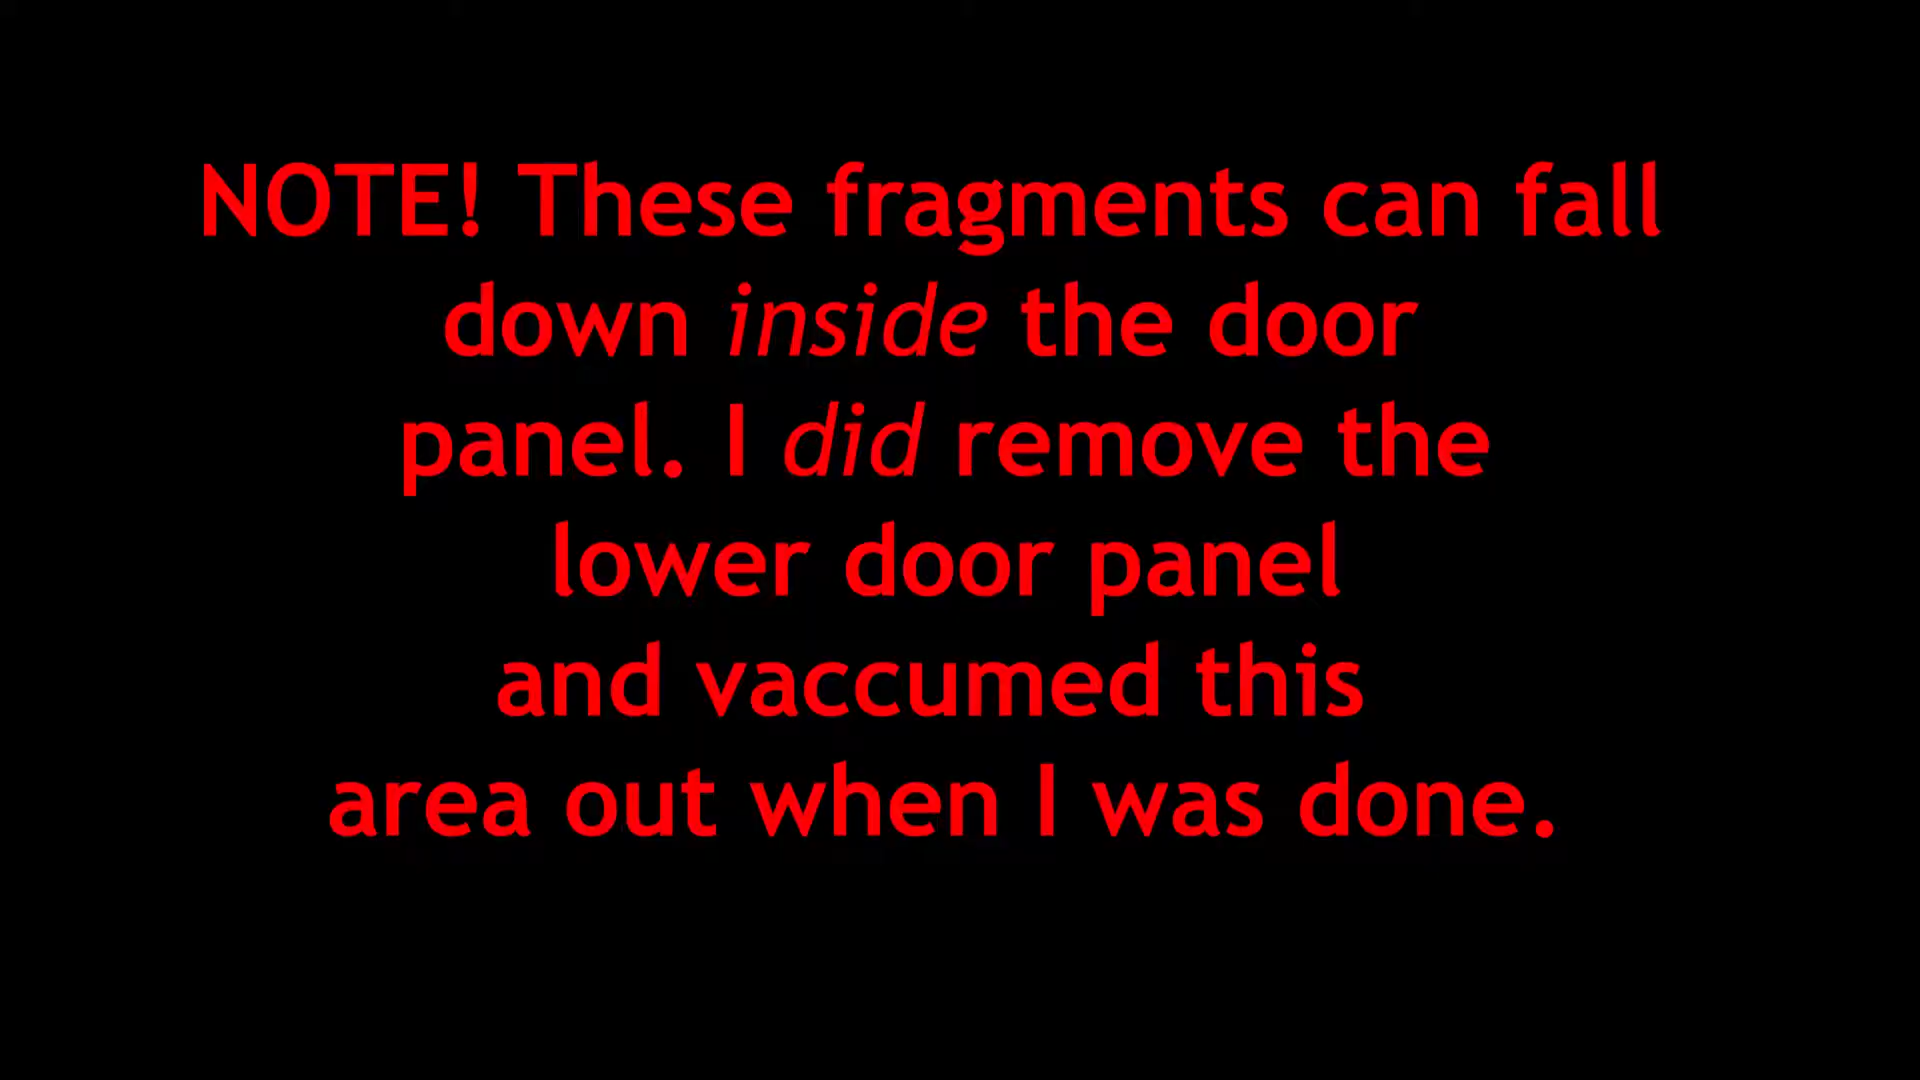 NOTE! These fragments can fall
down inside the door
panel. I did remove the
lower door panel
and vaccumed this
area out when I was done.